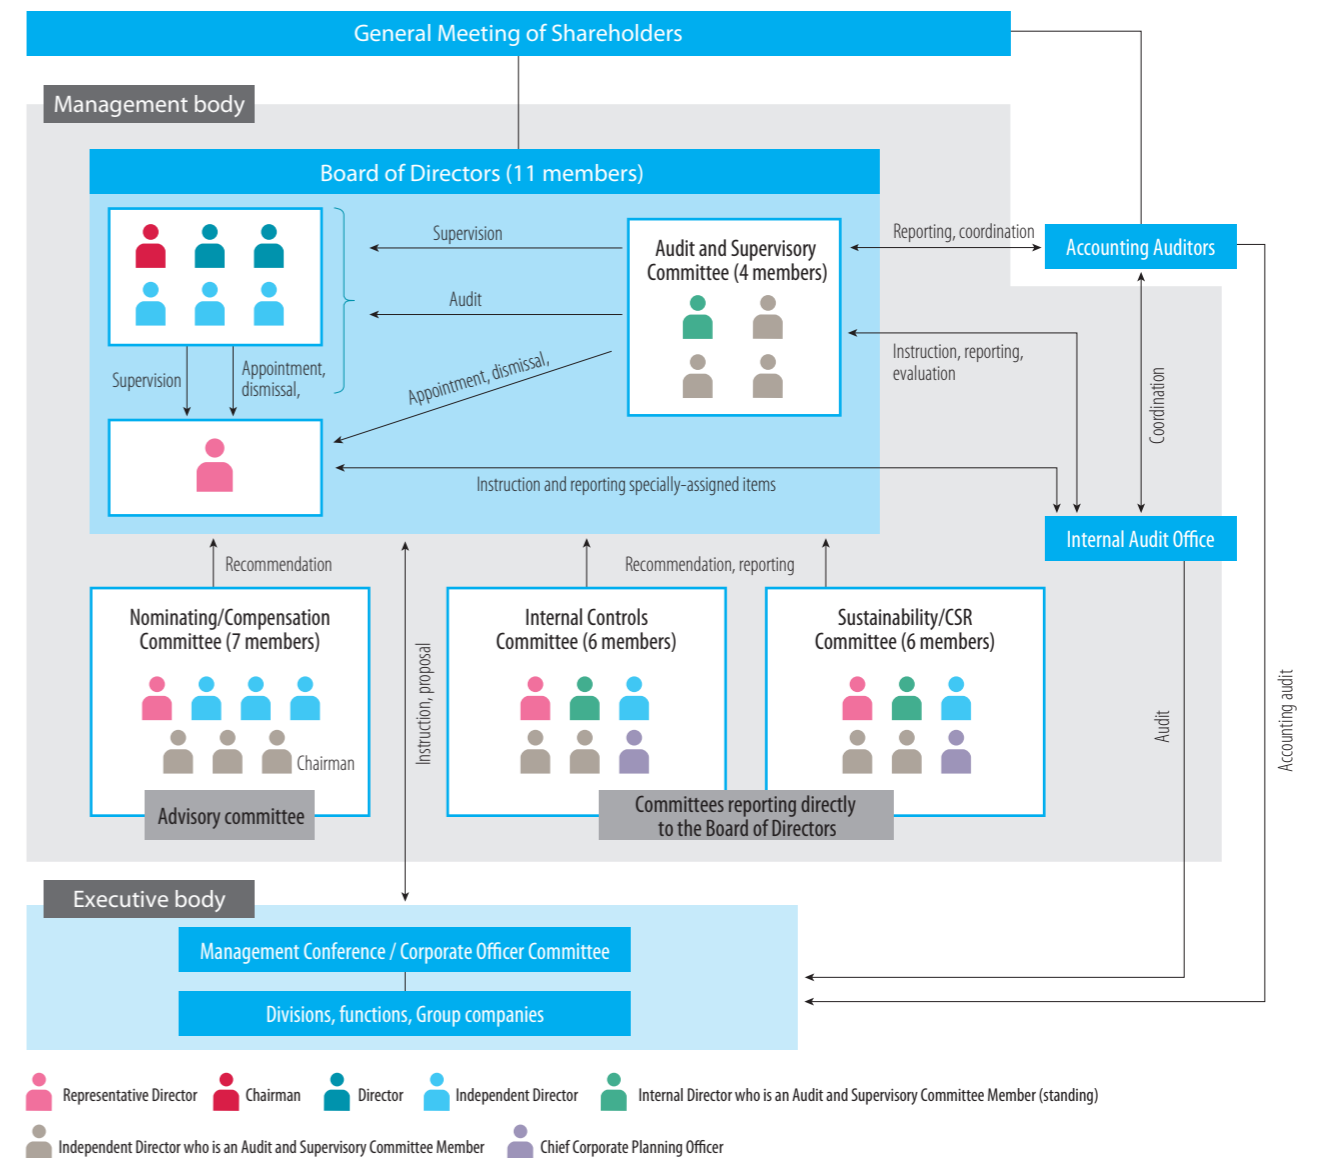 General Meeting of Shareholders
Management body
Board of Directors (11 members)
Supervision
Audit
Audit and Supervisory
Committee (4 members)
Reporting, coordination
Accounting Auditors
Supervision
Appointment,
dismissal,
Appointment, dismissal,
Instruction, reporting,
evaluation
Coordination
Instruction and reporting specially-assigned items
Internal Audit Office
Recommendation
Recommendation, reporting
Nominating/Compensation
Committee (7 members)
Chairman
Advisory committee
Instruction, proposal
Internal Controls
Committee (6 members)
Sustainability/CSR
Committee (6 members)
Committees reporting directly
to the Board of Directors
Audit
Accounting audit
Executive body
Management Conference / Corporate Officer Committee
Divisions, functions, Group companies
Representative Director
Chairman
Director
Independent Director
Internal Director who is an Audit and Supervisory Committee Member (standing)
Independent Director who is an Audit and Supervisory Committee Member
Chief Corporate Planning Officer